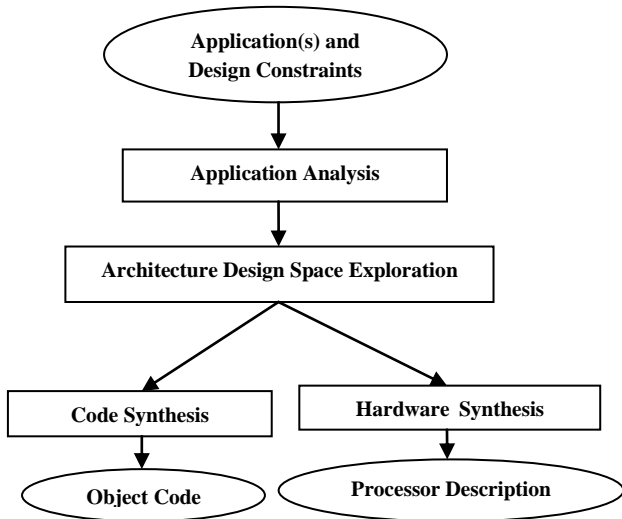 Application(s) and
Design Constraints
Application Analysis
Architecture Design Space Exploration
Code Synthesis
Hardware Synthesis
Object Code
Processor Description